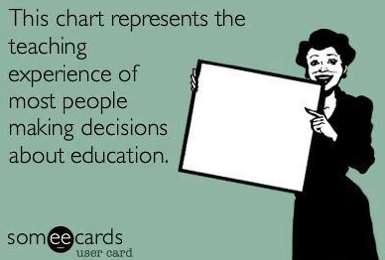 This chart represents the
teaching
experience of
most people
making decisions
about education.
someecards
user card